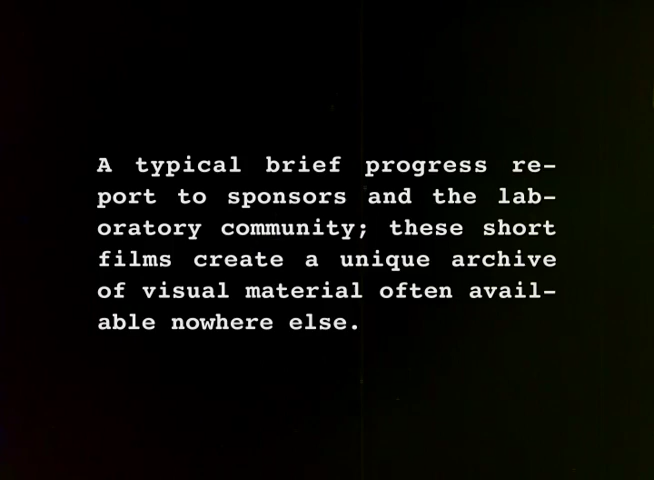 A typical brief progress re-
port to sponsors and the lab-
oratory community; these short
films create a unique archive
of visual material often avail-
able nowhere else.